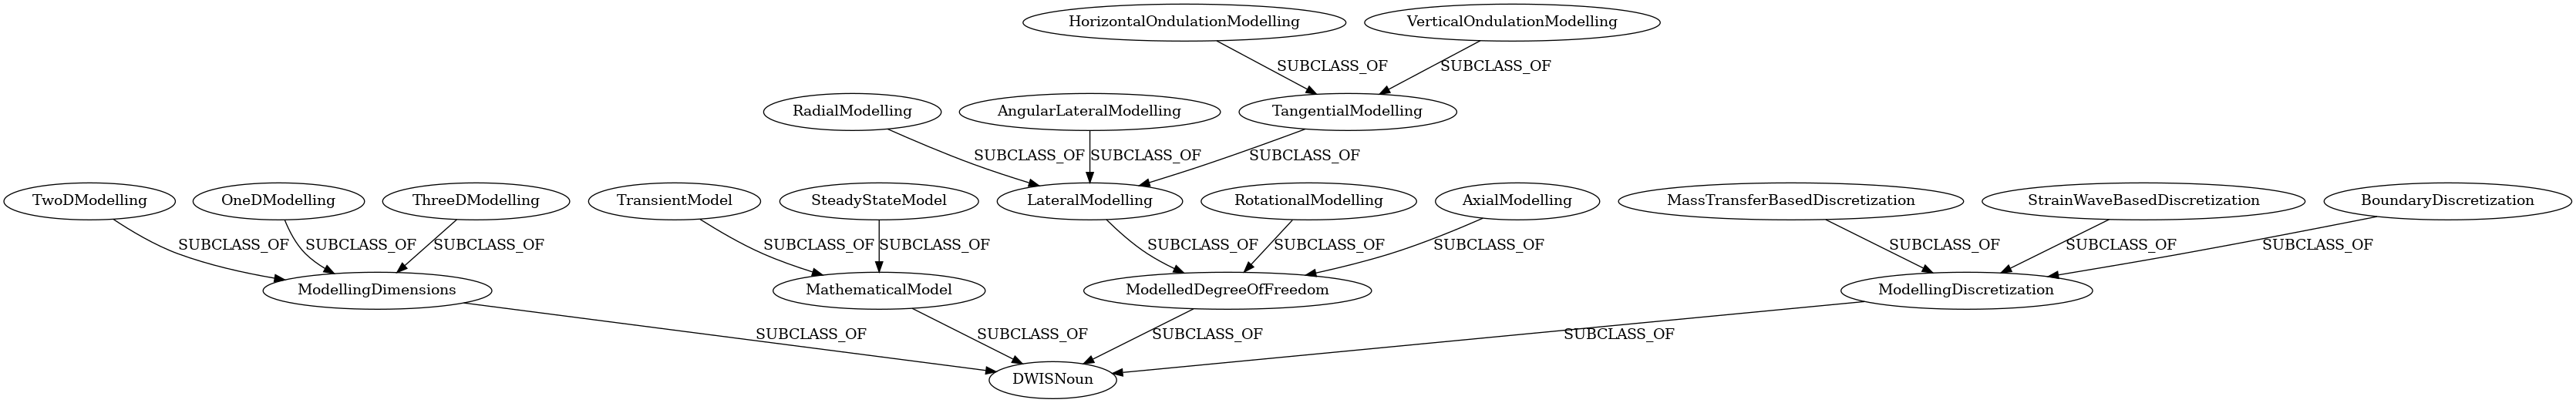 HorizontalOndulationModelling
VerticalOndulationModelling
SUBCLASS_OF
SUBCLASS_OF
RadialModelling
AngularLateralModelling
TangentialModelling
SUBCLASS_OF
SUBCLASS_OF
SUBCLASS_OF
TwoDModelling
OneDModelling
ThreeDModelling
TransientModel
SteadyStateModel
LateralModelling
RotationalModelling
AxialModelling
MassTransferBasedDiscretization
StrainWaveBasedDiscretization
BoundaryDiscretization
SUBCLASS_OF
SUBCLASS_OF
SUBCLASS_OF
SUBCLASS_OF
SUBCLASS_OF
SUBCLASS_OF
SUBCLASS_OF
SUBCLASS_OF
SUBCLASS_OF
SUBCLASS_OF
SUBCLASS_OF
ModellingDimensions
MathematicalModel
ModelledDegreeOfFreedom
ModellingDiscretization
SUBCLASS_OF
SUBCLASS_OF
SUBCLASS_OF
SUBCLASS_OF
DWISNoun